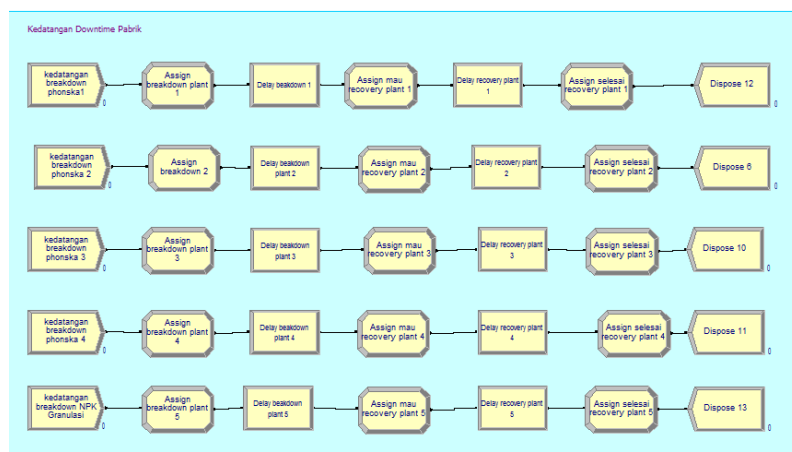 Kedatangan Downtime Pabrik
kedatangan
breakdown
phonska1
0
Assign
breakdown plant
1
Delay beakdown 1
Assign mau
recovery plant 1
Delay recovery plant
1
Assign selesai
recovery plant 1
Dispose 12
0
kedatangan
breakdown
phonska 2
0
Assign
breakdown 2
Delay beakdown
plant 2
Assign mau
recovery plant 2
Delay recovery plant
2
Assign selesai
recovery plant 2
Dispose 6
0
kedatangan
breakdown
phonska 3
0
Assign
breakdown plant
3
Delay beakdown
plant 3
Assign mau
recovery plant 3
Delay recovery plant
3
Assign selesai
recovery plant 3
Dispose 10
0
kedatangan
breakdown
phonska 4
0
Assign
breakdown plant
4
Delay beakdown
plant 4
Assign mau
recovery plant 4
Delay recovery plant
4
Assign selesai
recovery plant 4
Dispose 11
0
kedatangan
breakdown NPK
Granulasi
0
Assign
breakdown plant
5
Delay beakdown
plant 5
Assign mau
recovery plant 5
Delay recovery plant
5
Assign selesai
recovery plant 5
Dispose 13
0